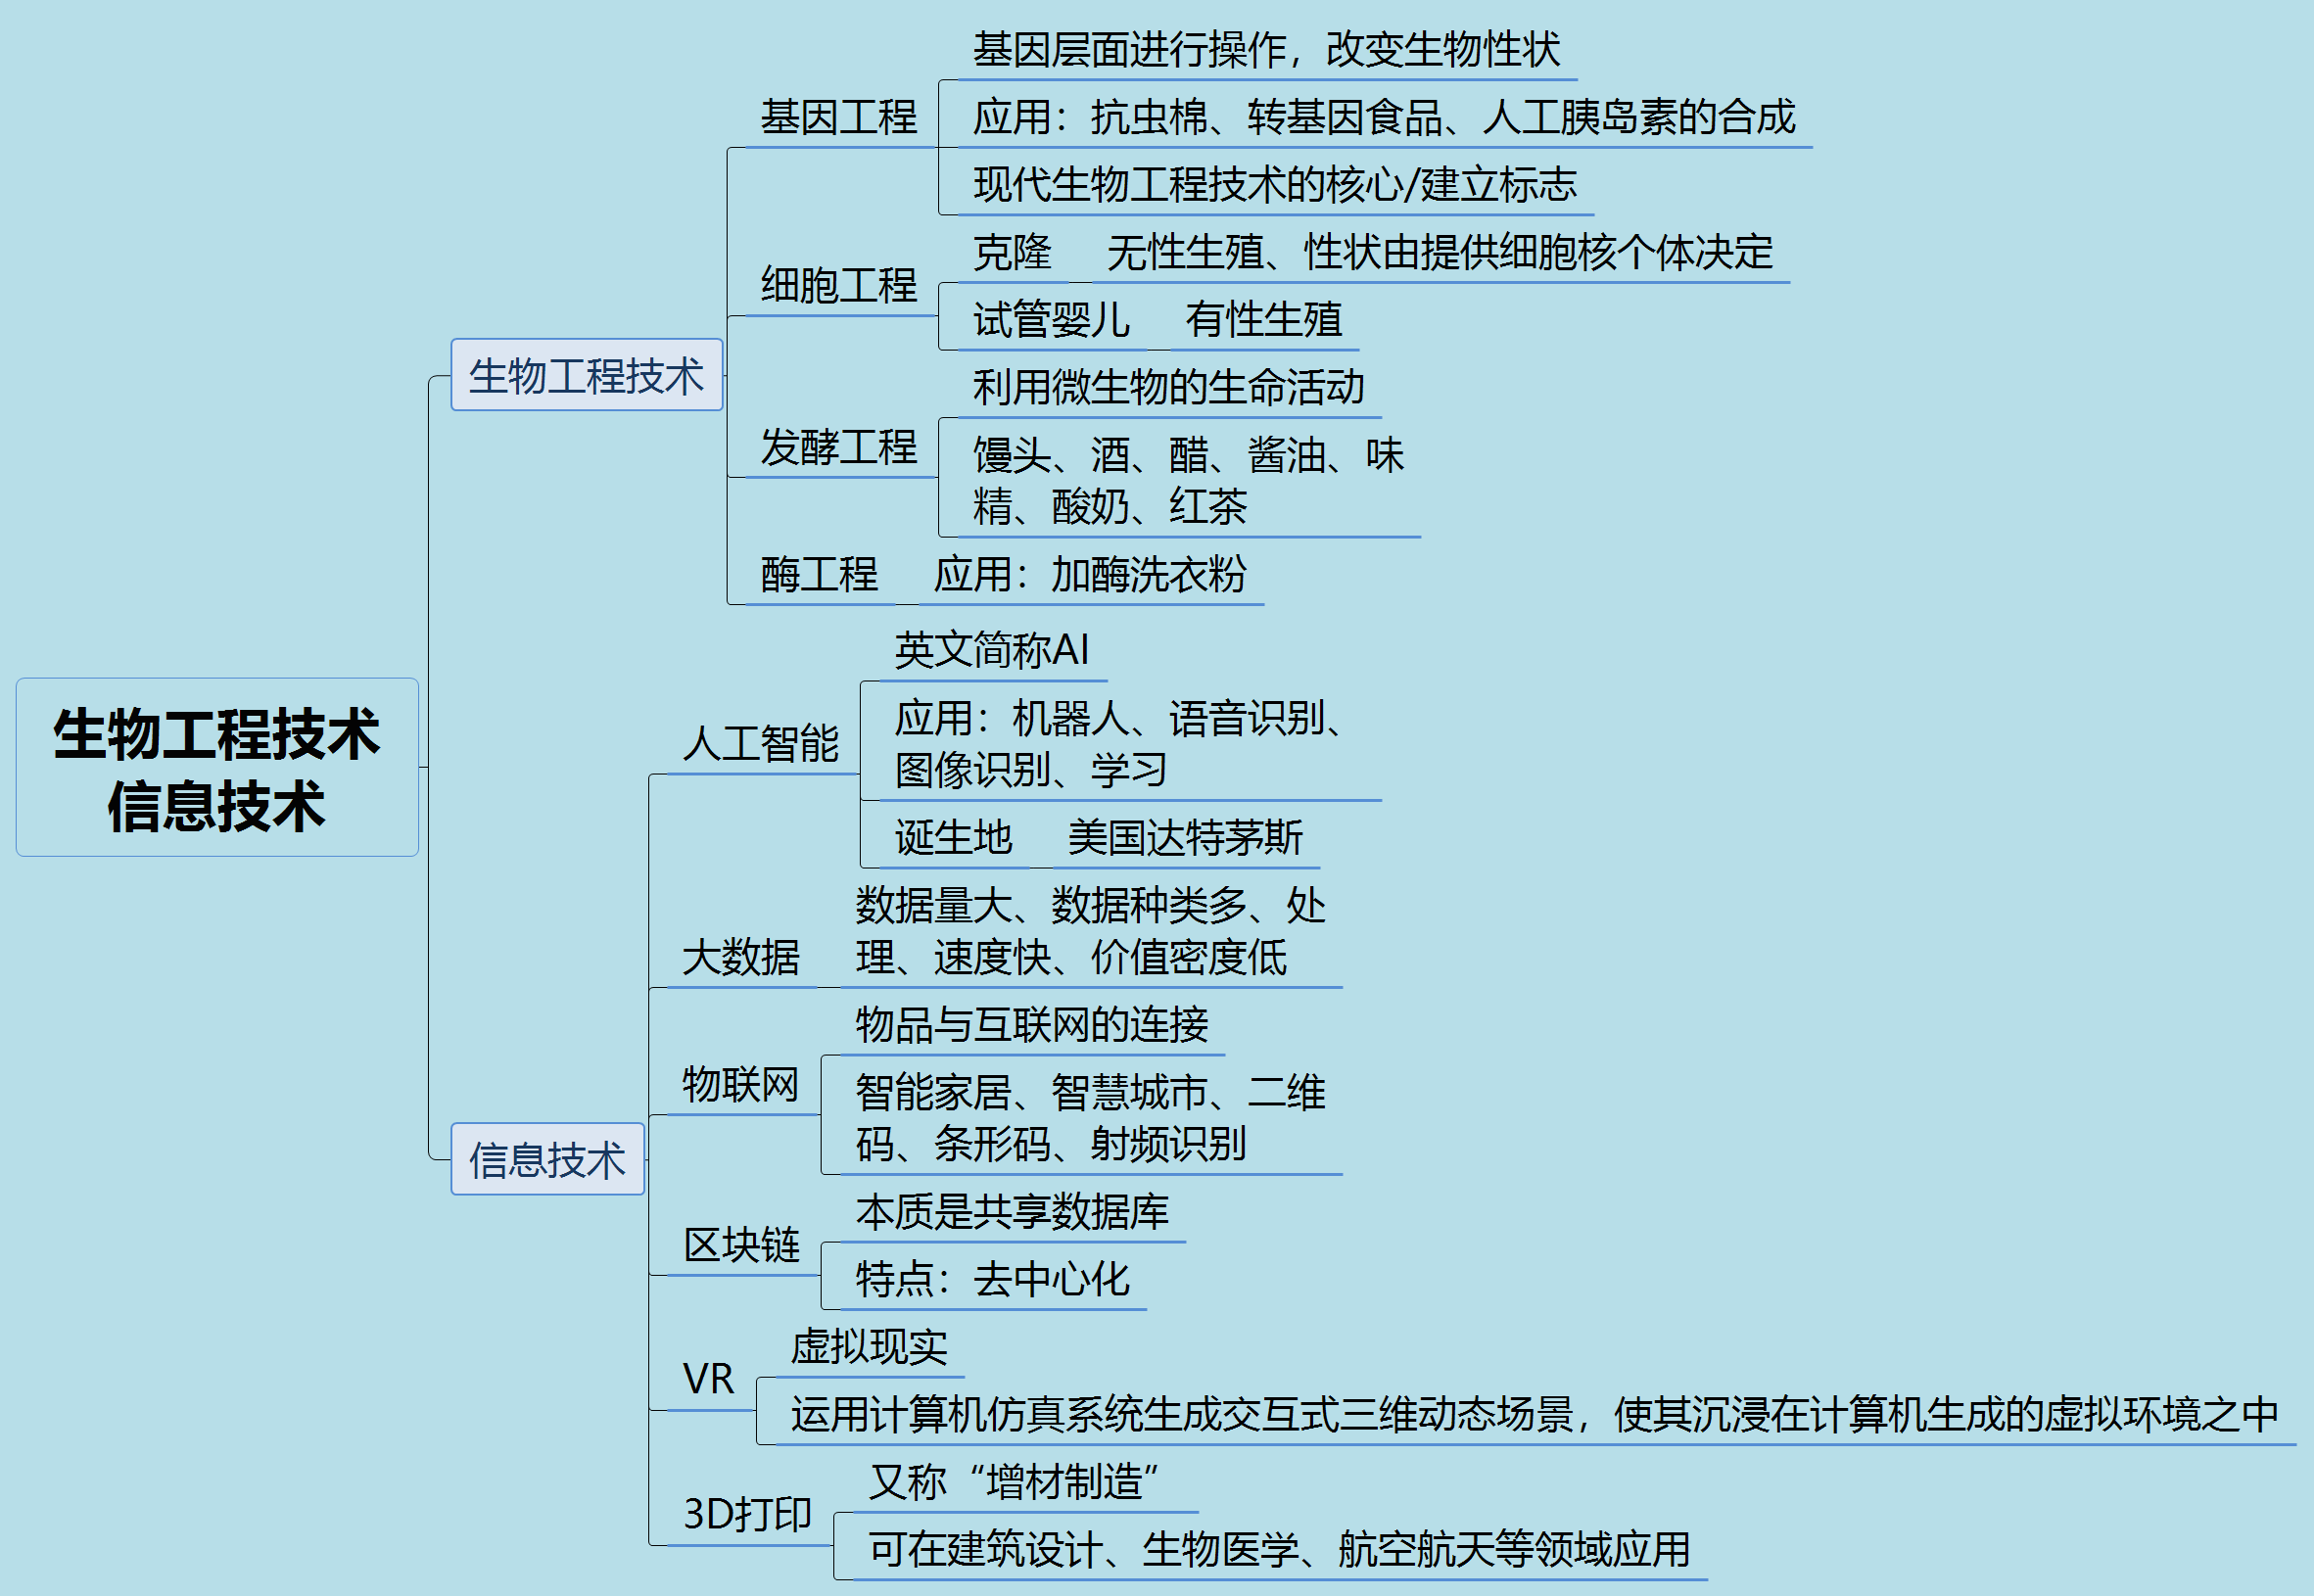 生物工程技术
信息技术
生物工程技术
基因工程
基因层面进行操作，改变生物性状
应用：抗虫棉、转基因食品、人工胰岛素的合成
现代生物工程技术的核心/建立标志
细胞工程
克隆
无性生殖、性状由提供细胞核个体决定
试管婴儿
有性生殖
发酵工程
利用微生物的生命活动
馒头、酒、醋、酱油、味
精、酸奶、红茶
酶工程
应用：加酶洗衣粉
信息技术
人工智能
英文简称AI
应用：机器人、语音识别、
图像识别、学习
诞生地
美国达特茅斯
大数据
数据量大、数据种类多、处
理、速度快、价值密度低
物联网
物品与互联网的连接
智能家居、智慧城市、二维
码、条形码、射频识别
区块链
本质是共享数据库
特点：去中心化
VR
虚拟现实
运用计算机仿真系统生成交互式三维动态场景，使其沉浸在计算机生成的虚拟环境之中
3D打印
又称“增材制造”
可在建筑设计、生物医学、航空航天等领域应用